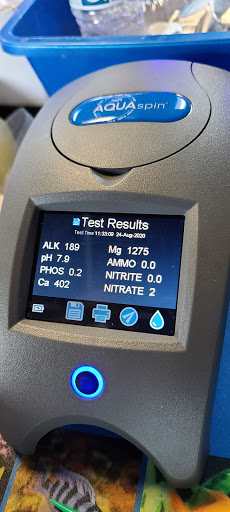 AQUAspin™
Test Results
Test Time 11:33:09 24-Aug-2020
ALK 189 Mg 1275
pH 7.9 AMMO 0.0
PHOS 0.2 NITRITE 0.0
Ca 402 NITRATE 2